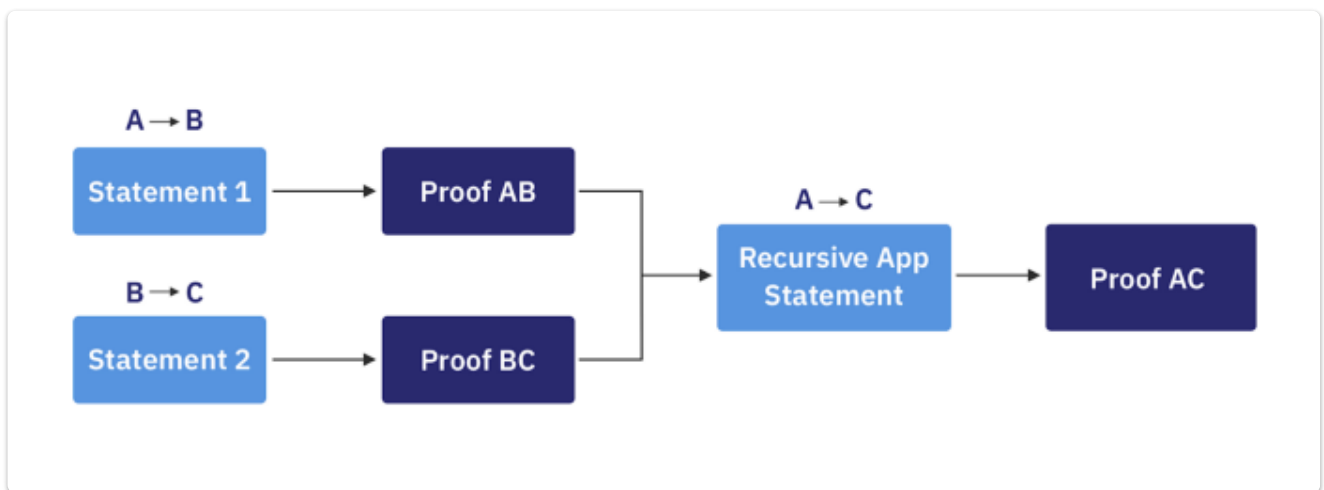 A → B
Statement 1
Proof AB
B → C
Statement 2
Proof BC
A → C
Recursive App
Statement
Proof AC